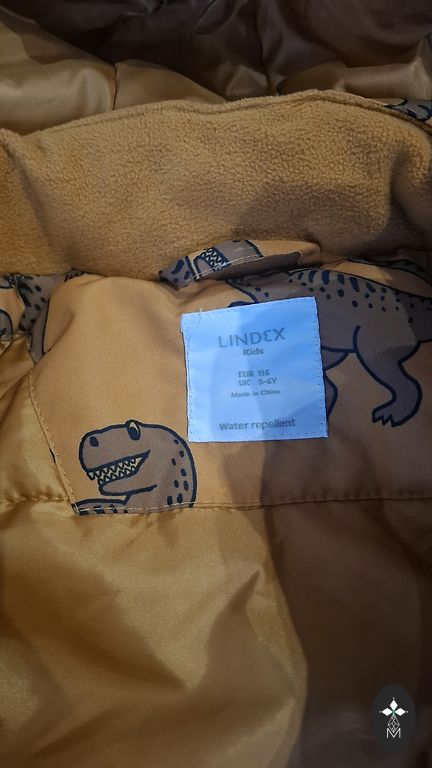 LINDEX
Kids
EUR 116
UK 5-6Y
Made in China
Water repellent
M